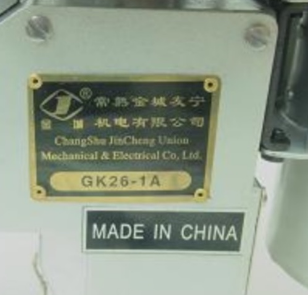 常熟金城友宁
机电有限公司
金城
ChangShu JinCheng Union
Mechanical & Electrical Co, Ltd.
GK26-1A
MADE IN CHINA